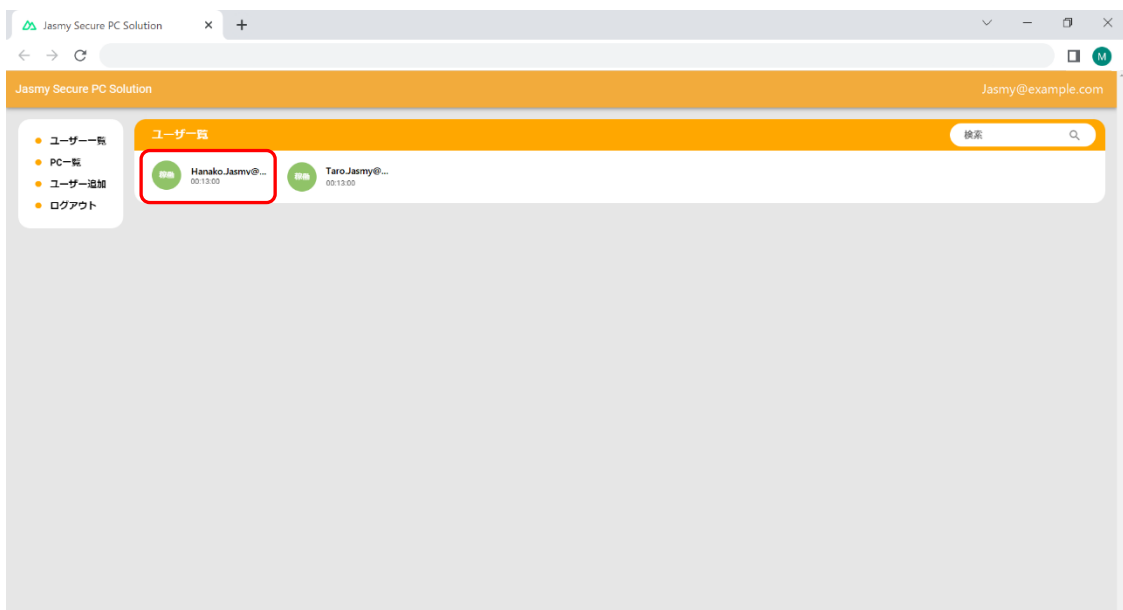 Jasmy Secure PC Solution
M
Jasmy Secure PC Solution
Jasmy@example.com
ユーザー一覧
PC一覧
ユーザー追加
ログアウト
ユーザ一覧
検索
Hanako.Jasmy@...
00:13:00
Taro.Jasmy@...
00:13:00